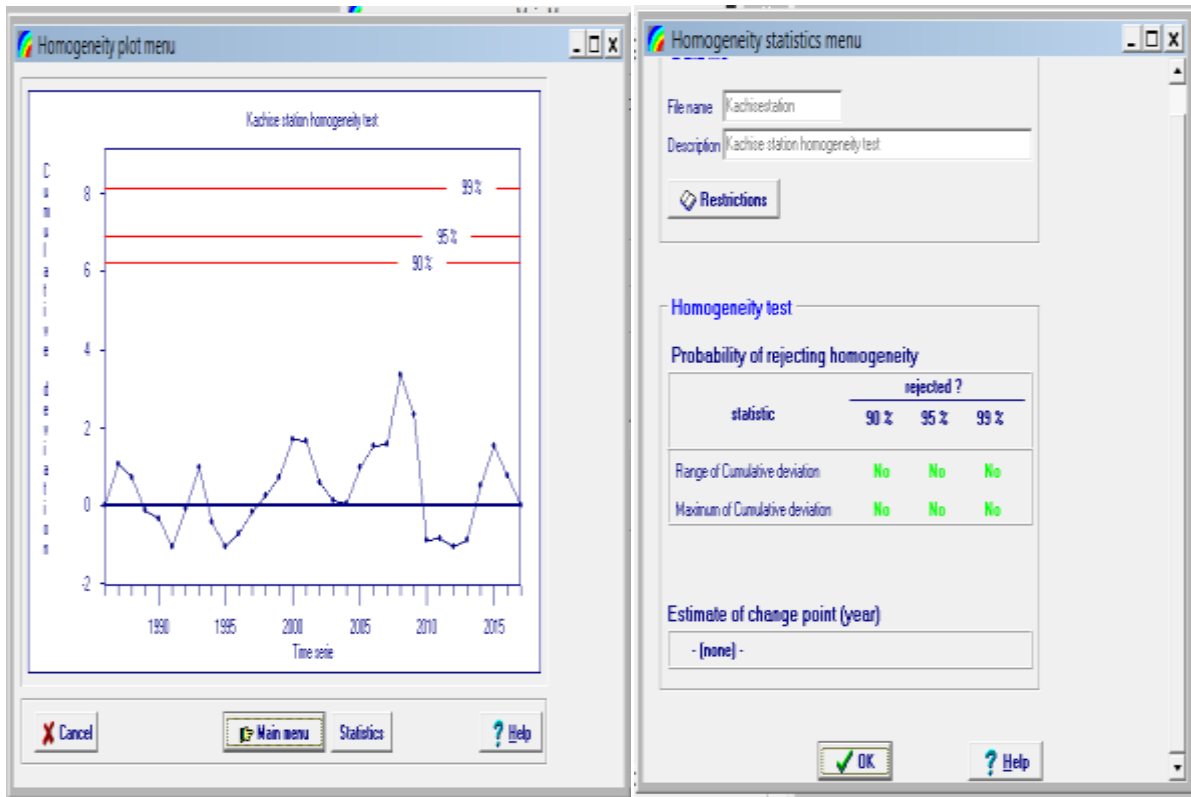 Homogeneity plot menu
Kachise station homogeneity test
Cumulative deviation
8
6
4
2
0
-2
99 %
95 %
90 %
1990 1995 2000 2005 2010 2015
Time serie
Cancel
Main menu
Statistics
Help
Homogeneity statistics menu
File name Kachisestation
Description Kachise station homogeneity test
Restrictions
Homogeneity test
Probability of rejecting homogeneity
rejected ?
statistic 90 % 95 % 99 %
Range of Cumulative deviation No No No
Maximum of Cumulative deviation No No No
Estimate of change point (year)
- (none) -
OK
Help